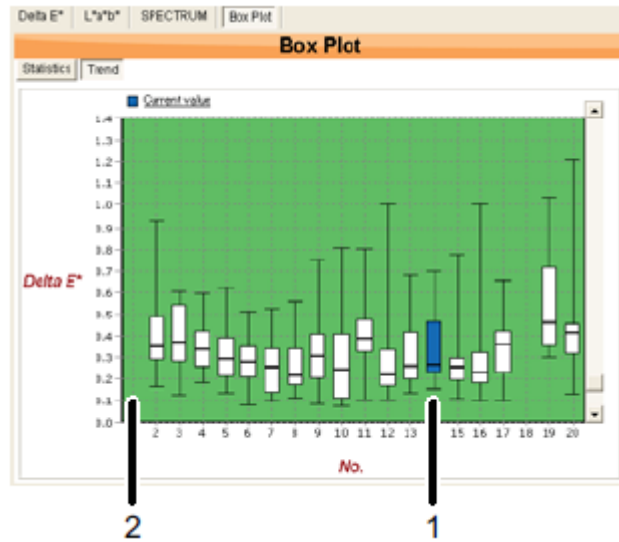 Delta E* L*a*b* SPECTRUM Box Plot
Box Plot
Statistics Trend
Current value
1.4
1.3
1.2
1.1
1.0
0.9
0.8
0.7
0.6
0.5
0.4
0.3
0.2
0.1
0.0
Delta E*
2 3 4 5 6 7 8 9 10 11 12 13 15 16 17 18 19 20
No.
2 1